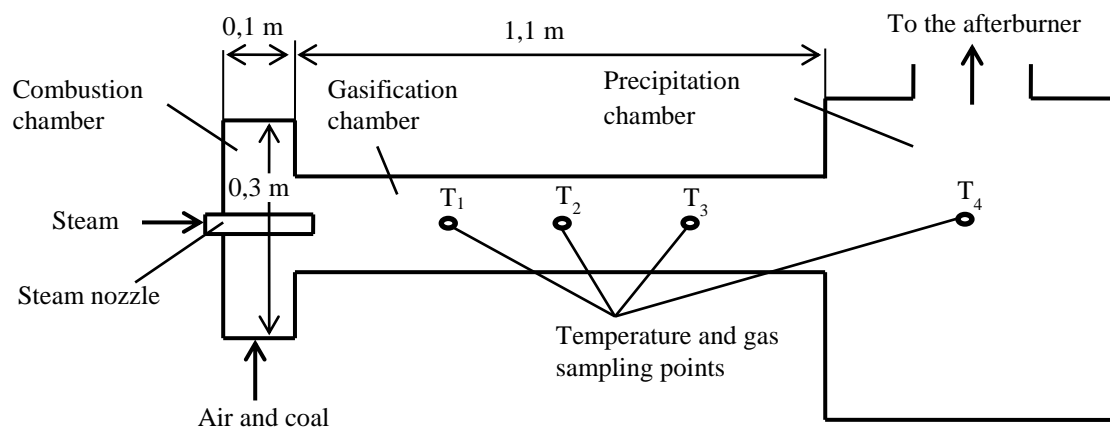 To the afterburner
0,1 m
1,1 m
Combustion
chamber
Gasification
chamber
Precipitation
chamber
0,3 m
T1
T2
T3
T4
Steam
Steam nozzle
Temperature and gas
sampling points
Air and coal